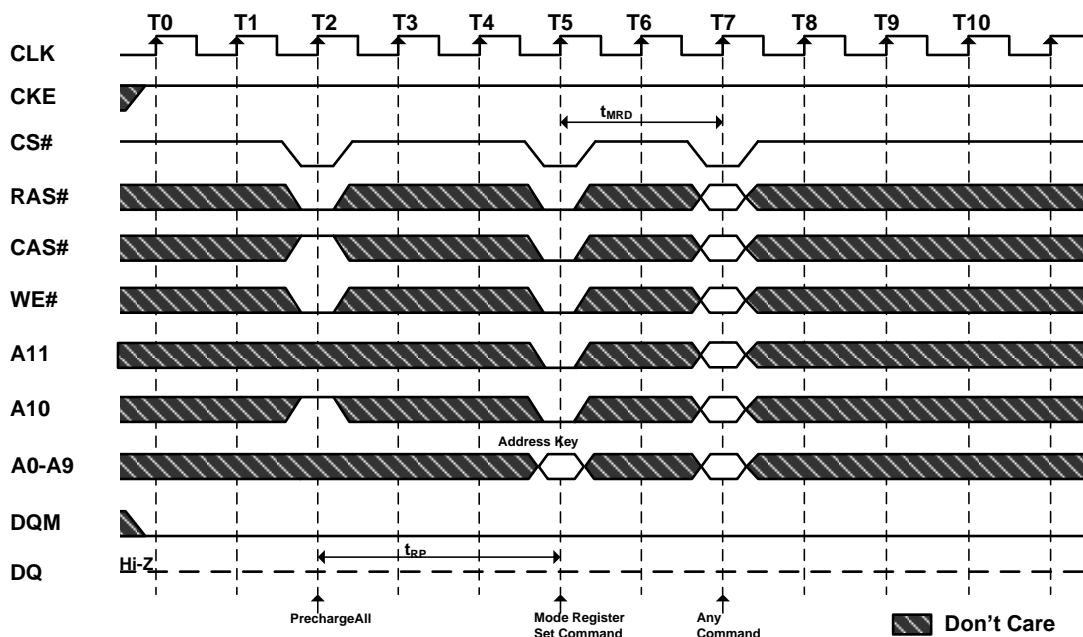 T0 T1 T2 T3 T4 T5 T6 T7 T8 T9 T10
CLK
CKE
tMRD
CS#
RAS#
CAS#
WE#
A11
A10
Address Key
A0-A9
DQM
tRP
Hi-Z
DQ
PrechargeAll
Mode Register
Set Command
Any
Command
Don't Care